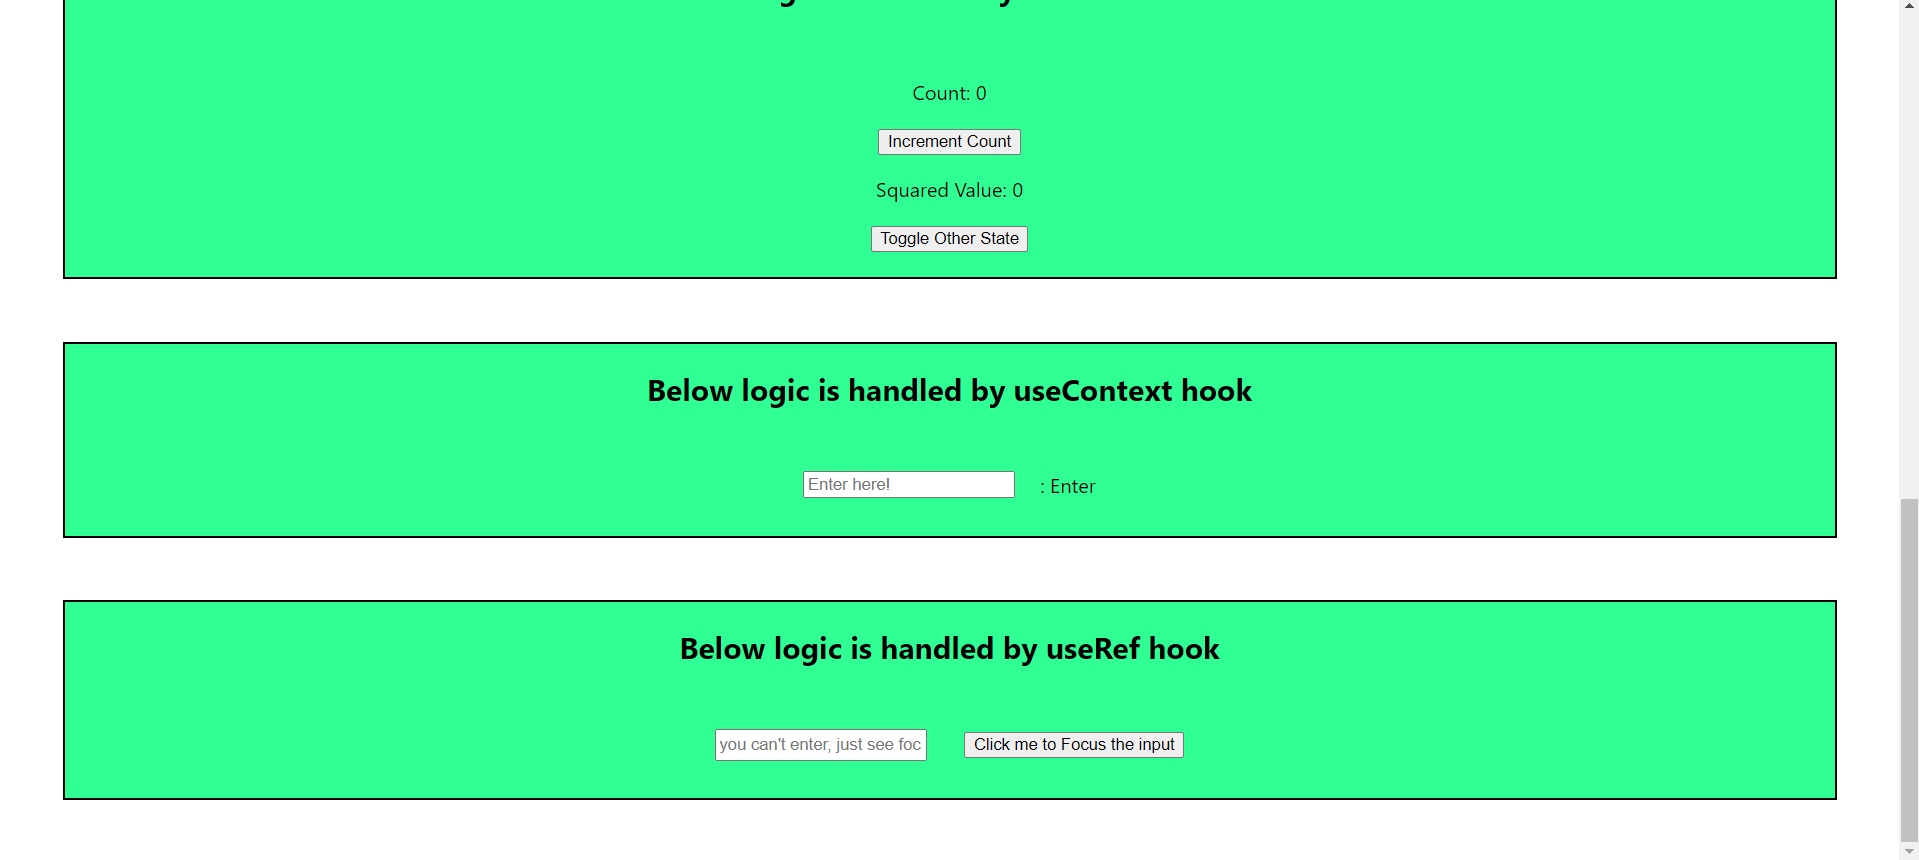 Count: 0
Increment Count
Squared Value: 0
Toggle Other State
Below logic is handled by useContext hook
Enter here! : Enter
Below logic is handled by useRef hook
you can't enter, just see foc Click me to Focus the input